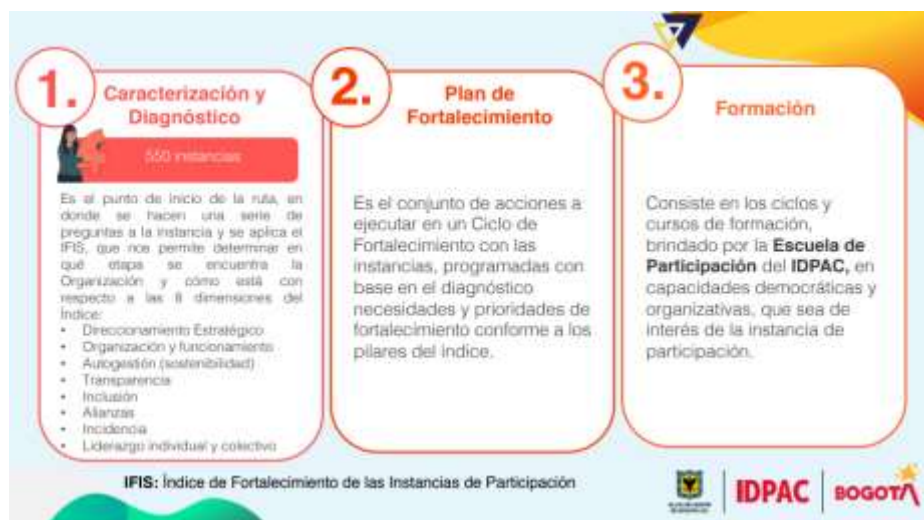 1.
Caracterización y
Diagnóstico
550 instancias
Es el punto de inicio de la ruta, en
donde se hacen una serie de
preguntas a la instancia y se aplica el
IFIS, que nos permite determinar en
qué etapa se encuentra la
Organización y cómo está con
respecto a las 8 dimensiones del
Índice:
• Direccionamiento Estratégico
• Organización y funcionamiento
• Autogestión (sostenibilidad)
• Transparencia
• Inclusión
• Alianzas
• Incidencia
• Liderazgo individual y colectivo
2.
Plan de
Fortalecimiento
Es el conjunto de acciones a
ejecutar en un Ciclo de
Fortalecimiento con las
instancias, programadas con
base en el diagnóstico
necesidades y prioridades de
fortalecimiento conforme a los
pilares del índice.
3.
Formación
Consiste en los ciclos y
cursos de formación,
brindado por la Escuela de
Participación del IDPAC, en
capacidades democráticas y
organizativas, que sea de
interés de la instancia de
participación.
IFIS: Índice de Fortalecimiento de las Instancias de Participación
IDPAC
BOGOTÁ